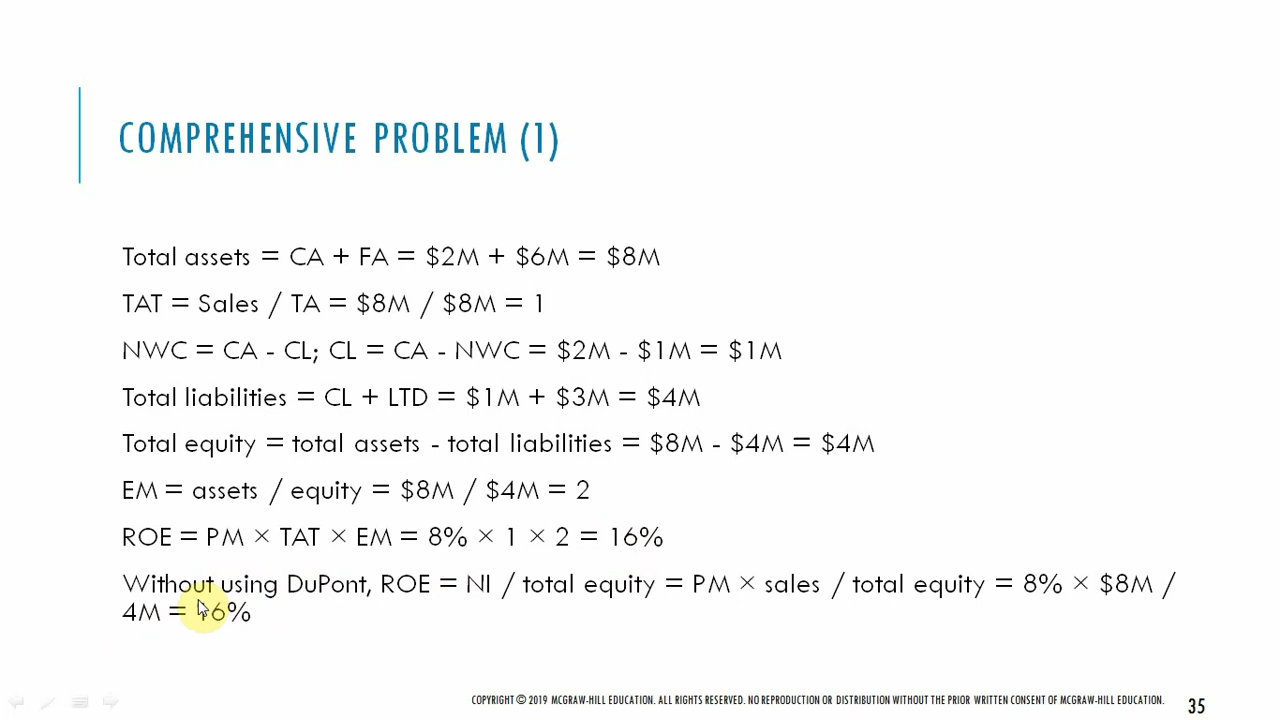 COMPREHENSIVE PROBLEM (1)
Total assets = CA + FA = $2M + $6M = $8M
TAT = Sales / TA = $8M / $8M = 1
NWC = CA - CL; CL = CA - NWC = $2M - $1M = $1M
Total liabilities = CL + LTD = $1M + $3M = $4M
Total equity = total assets - total liabilities = $8M - $4M = $4M
EM = assets / equity = $8M / $4M = 2
ROE = PM × TAT × EM = 8% × 1 × 2 = 16%
Without using DuPont, ROE = NI / total equity = PM × sales / total equity = 8% × $8M /
4M = 16%
COPYRIGHT © 2019 MCGRAW-HILL EDUCATION. ALL RIGHTS RESERVED. NO REPRODUCTION OR DISTRIBUTION WITHOUT THE PRIOR WRITTEN CONSENT OF MCGRAW-HILL EDUCATION.
35